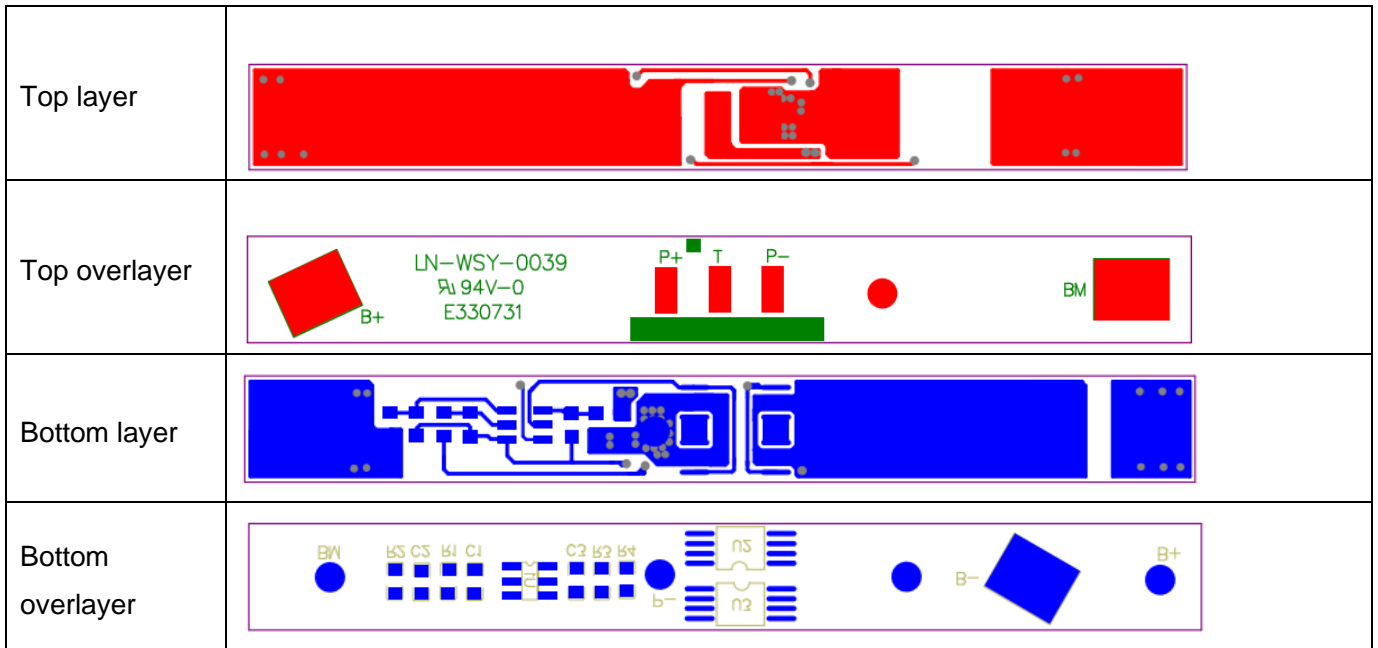 Top layer
Top overlayer
LN-WSY-0039
94V-0
E330731
B+
P+ T P-
BM
Bottom layer
Bottom
overlayer
BM
R2 C2 R1 C1
U1
C3 R3 R4
P-
U2
U3
B-
B+